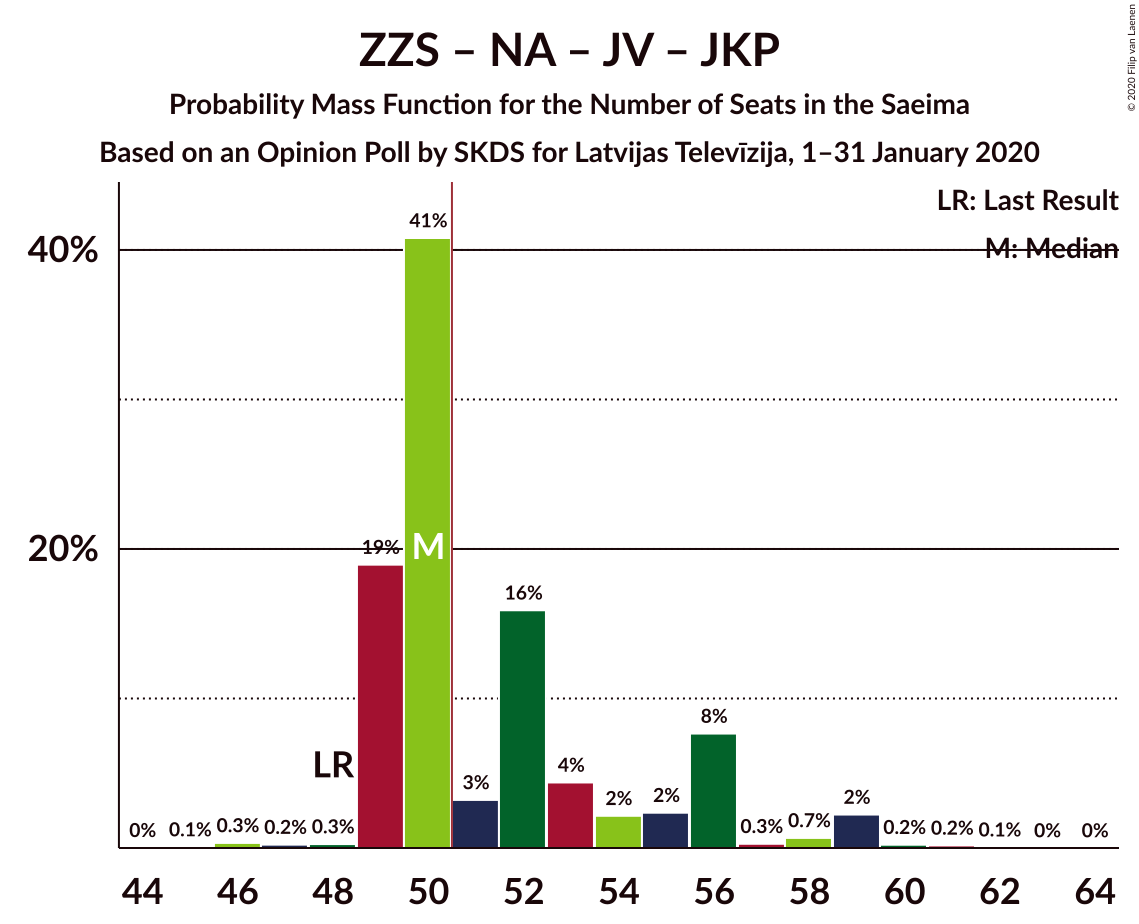 ZZS – NA – JV – JKP
Probability Mass Function for the Number of Seats in the Saeima
Based on an Opinion Poll by SKDS for Latvijas Televīzija, 1–31 January 2020
© 2020 Filip van Laenen
LR: Last Result
M: Median
40%
20%
0%
0.1%
0.3%
0.2%
0.3%
19%
41%
3%
16%
4%
2%
2%
8%
0.3%
0.7%
2%
0.2%
0.2%
0.1%
0%
0%
LR
M
44 46 48 50 52 54 56 58 60 62 64